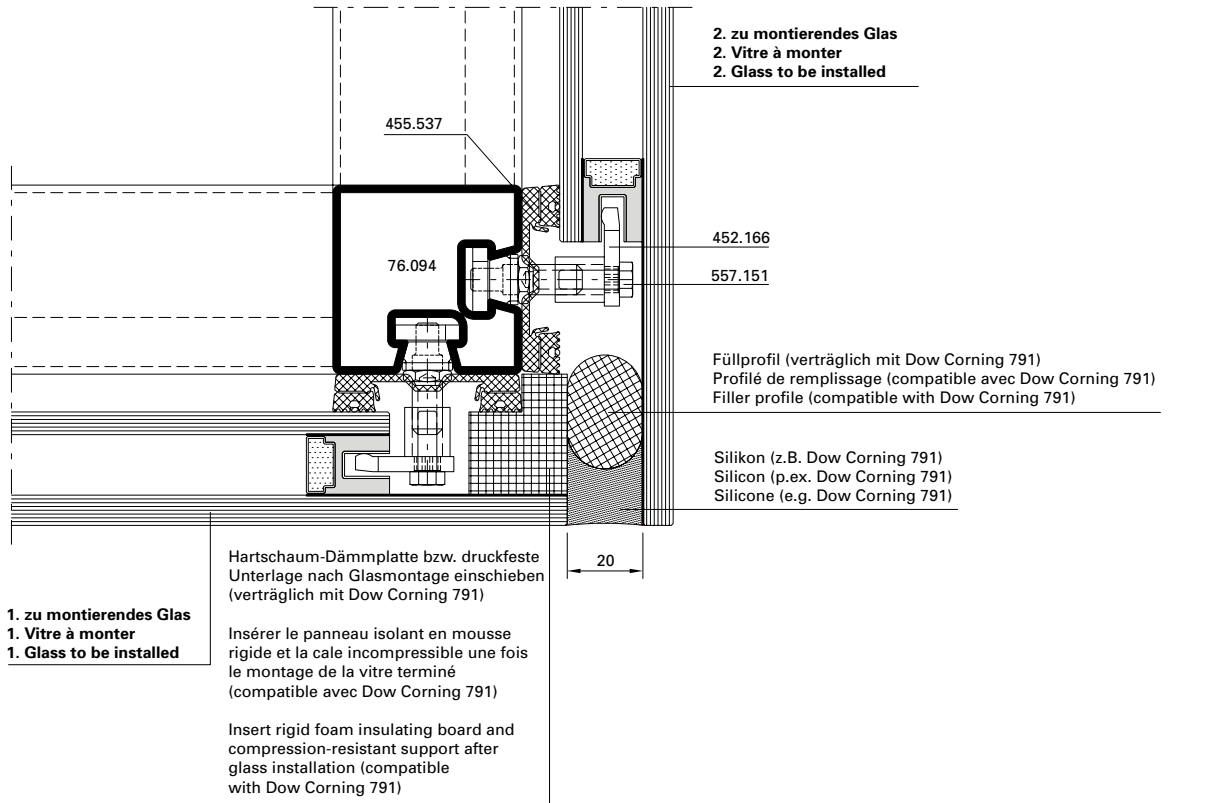 2. zu montierendes Glas
2. Vitre à monter
2. Glass to be installed
455.537
76.094
452.166
557.151
Füllprofil (verträglich mit Dow Corning 791)
Profilé de remplissage (compatible avec Dow Corning 791)
Filler profile (compatible with Dow Corning 791)
Silikon (z.B. Dow Corning 791)
Silicon (p.ex. Dow Corning 791)
Silicone (e.g. Dow Corning 791)
20
Hartschaum-Dämmplatte bzw. druckfeste
Unterlage nach Glasmontage einschieben
(verträglich mit Dow Corning 791)
1. zu montierendes Glas
1. Vitre à monter
1. Glass to be installed
Insérer le panneau isolant en mousse
rigide et la cale incompressible une fois
le montage de la vitre terminé
(compatible avec Dow Corning 791)
Insert rigid foam insulating board and
compression-resistant support after
glass installation (compatible
with Dow Corning 791)